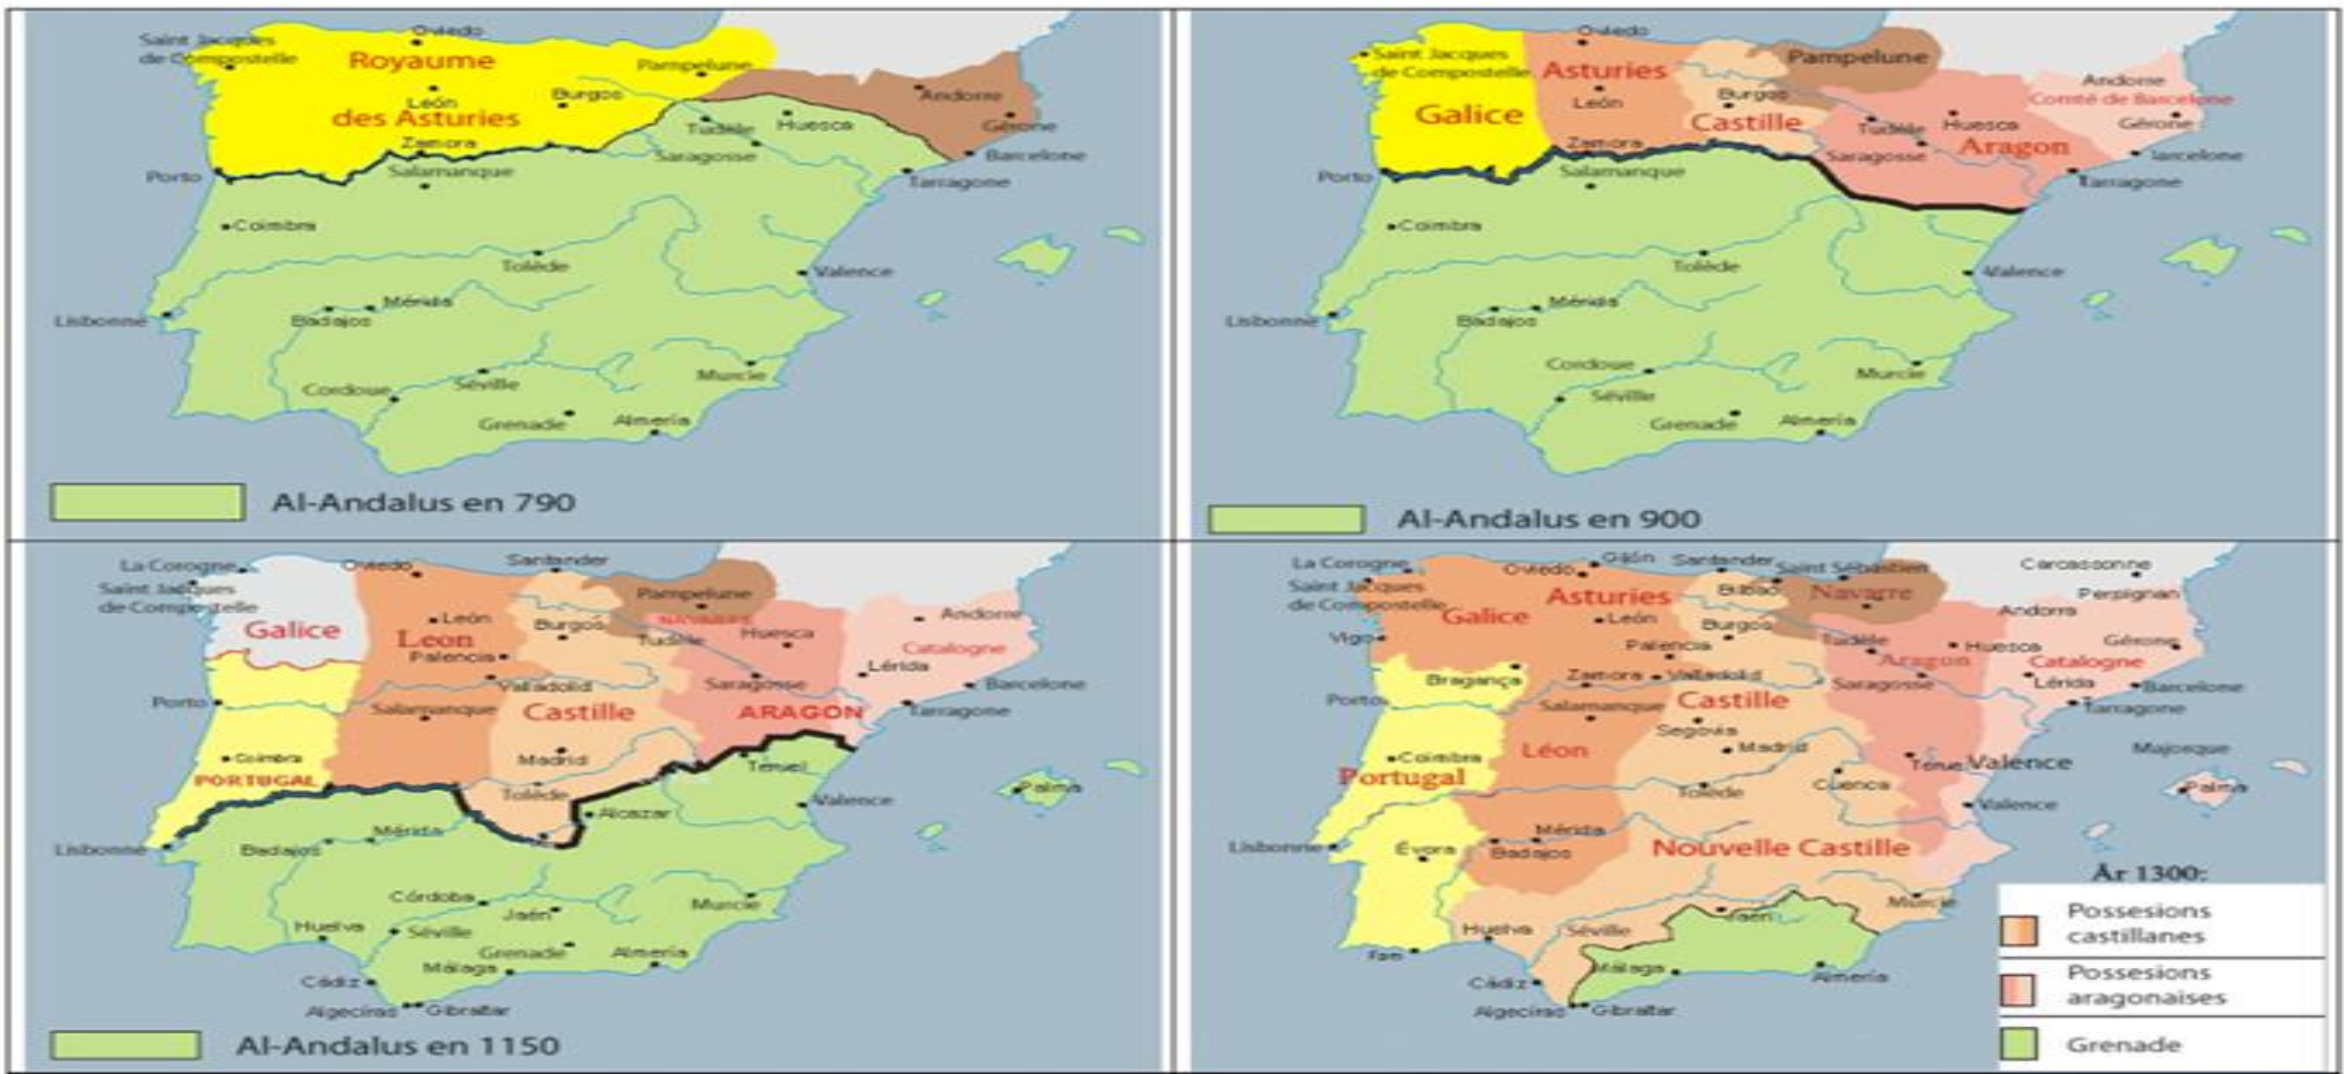 Oviedo
Saint Jacques
de Compostelle
Royaume
Pampelune
León
Burgos
Andorre
des Asturies
Zamora
Tudèle
Huesca
Gérone
Saragosse
Barcelone
Porto
Salamanque
Tarragone
Coimbra
Tolède
Valence
Mérida
Lisbonne
Badajos
Murcie
Cordoue
Séville
Grenade
Almería
Al-Andalus en 790
Oviedo
Saint Jacques
de Compostelle
Asturies
Pampelune
Andorre
Comté de Barcelone
León
Burgos
Galice
Castille
Gérone
Tudèle
Huesca
Zamora
Aragon
Saragosse
Barcelone
Porto
Salamanque
Tarragone
Coimbra
Tolède
Valence
Mérida
Lisbonne
Badajos
Cordoue
Murcie
Séville
Grenade
Almería
Al-Andalus en 900
La Corogne
Oviedo
Santander
Saint Jacques
de Compostelle
Pampelune
Andorre
Galice
León
Leon
Burgos
NAVARRE
Tudèle
Huesca
Catalogne
Palencia
Lérida
Valladolid
Saragosse
Barcelone
Porto
Salamanque
Castille
ARAGON
Tarragone
Coimbra
Madrid
Teruel
PORTUGAL
Tolède
Palma
Alcazar
Valence
Mérida
Lisbonne
Badajos
Córdoba
Jaén
Murcie
Huelva
Séville
Grenade
Almería
Málaga
Cádiz
Algeciras
Gibraltar
Al-Andalus en 1150
La Corogne
Oviedo
Gijón
Santander
Saint Sébastien
Carcassonne
Saint Jacques
de Compostelle
Asturies
Bilbao
Navarre
Perpignan
Galice
León
Burgos
Andorra
Vigo
Palencia
Tudèle
Huesca
Gérone
Aragon
Catalogne
Bragança
Zamora
Valladolid
Saragosse
Lérida
Barcelone
Porto
Salamanque
Castille
Tarragone
Segovia
Léon
Madrid
Majorque
Coimbra
Teruel
Valence
Portugal
Tolède
Cuenca
Palma
Valence
Mérida
Lisbonne
Évora
Badajos
Nouvelle Castille
År 1300:
Murcie
Possesions
castillanes
Jaén
Huelva
Séville
Faro
Málaga
Almería
Possesions
aragonaises
Cádiz
Algeciras
Gibraltar
Grenade